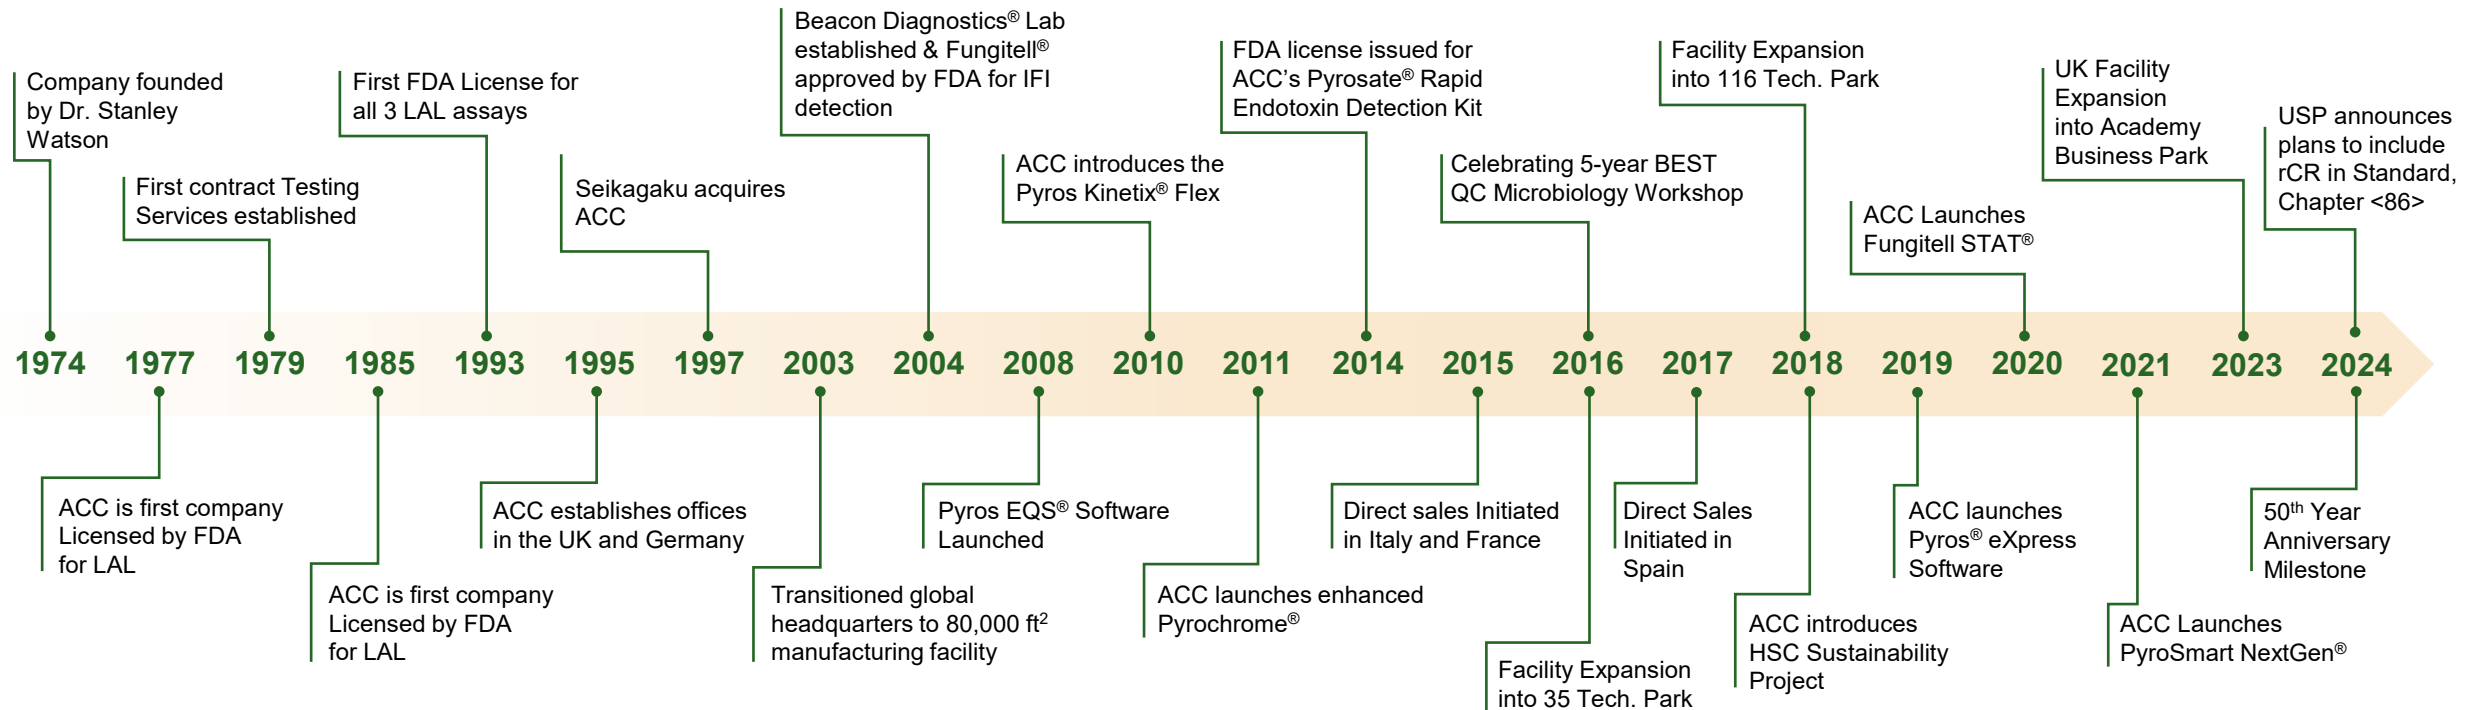 Company founded
by Dr. Stanley
Watson
First contract Testing
Services established
First FDA License for
all 3 LAL assays
Seikagaku acquires
ACC
Beacon Diagnostics® Lab
established & Fungitell®
approved by FDA for IFI
detection
ACC introduces the
Pyros Kinetix® Flex
FDA license issued for
ACC's Pyrosate® Rapid
Endotoxin Detection Kit
Celebrating 5-year BEST
QC Microbiology Workshop
Facility Expansion
into 116 Tech. Park
ACC Launches
Fungitell STAT®
UK Facility
Expansion
into Academy
Business Park
USP announces
plans to include
rCR in Standard,
Chapter <86>
1974 1977 1979 1985 1993 1995 1997 2003 2004 2008 2010 2011 2014 2015 2016 2017 2018 2019 2020 2021 2023 2024
ACC is first company
Licensed by FDA
for LAL
ACC is first company
Licensed by FDA
for LAL
ACC establishes offices
in the UK and Germany
Transitioned global
headquarters to 80,000 ft²
manufacturing facility
Pyros EQS® Software
Launched
ACC launches enhanced
Pyrochrome®
Direct sales Initiated
in Italy and France
Facility Expansion
into 35 Tech. Park
Direct Sales
Initiated in
Spain
ACC introduces
HSC Sustainability
Project
ACC launches
Pyros® eXpress
Software
ACC Launches
PyroSmart NextGen®
50th Year
Anniversary
Milestone